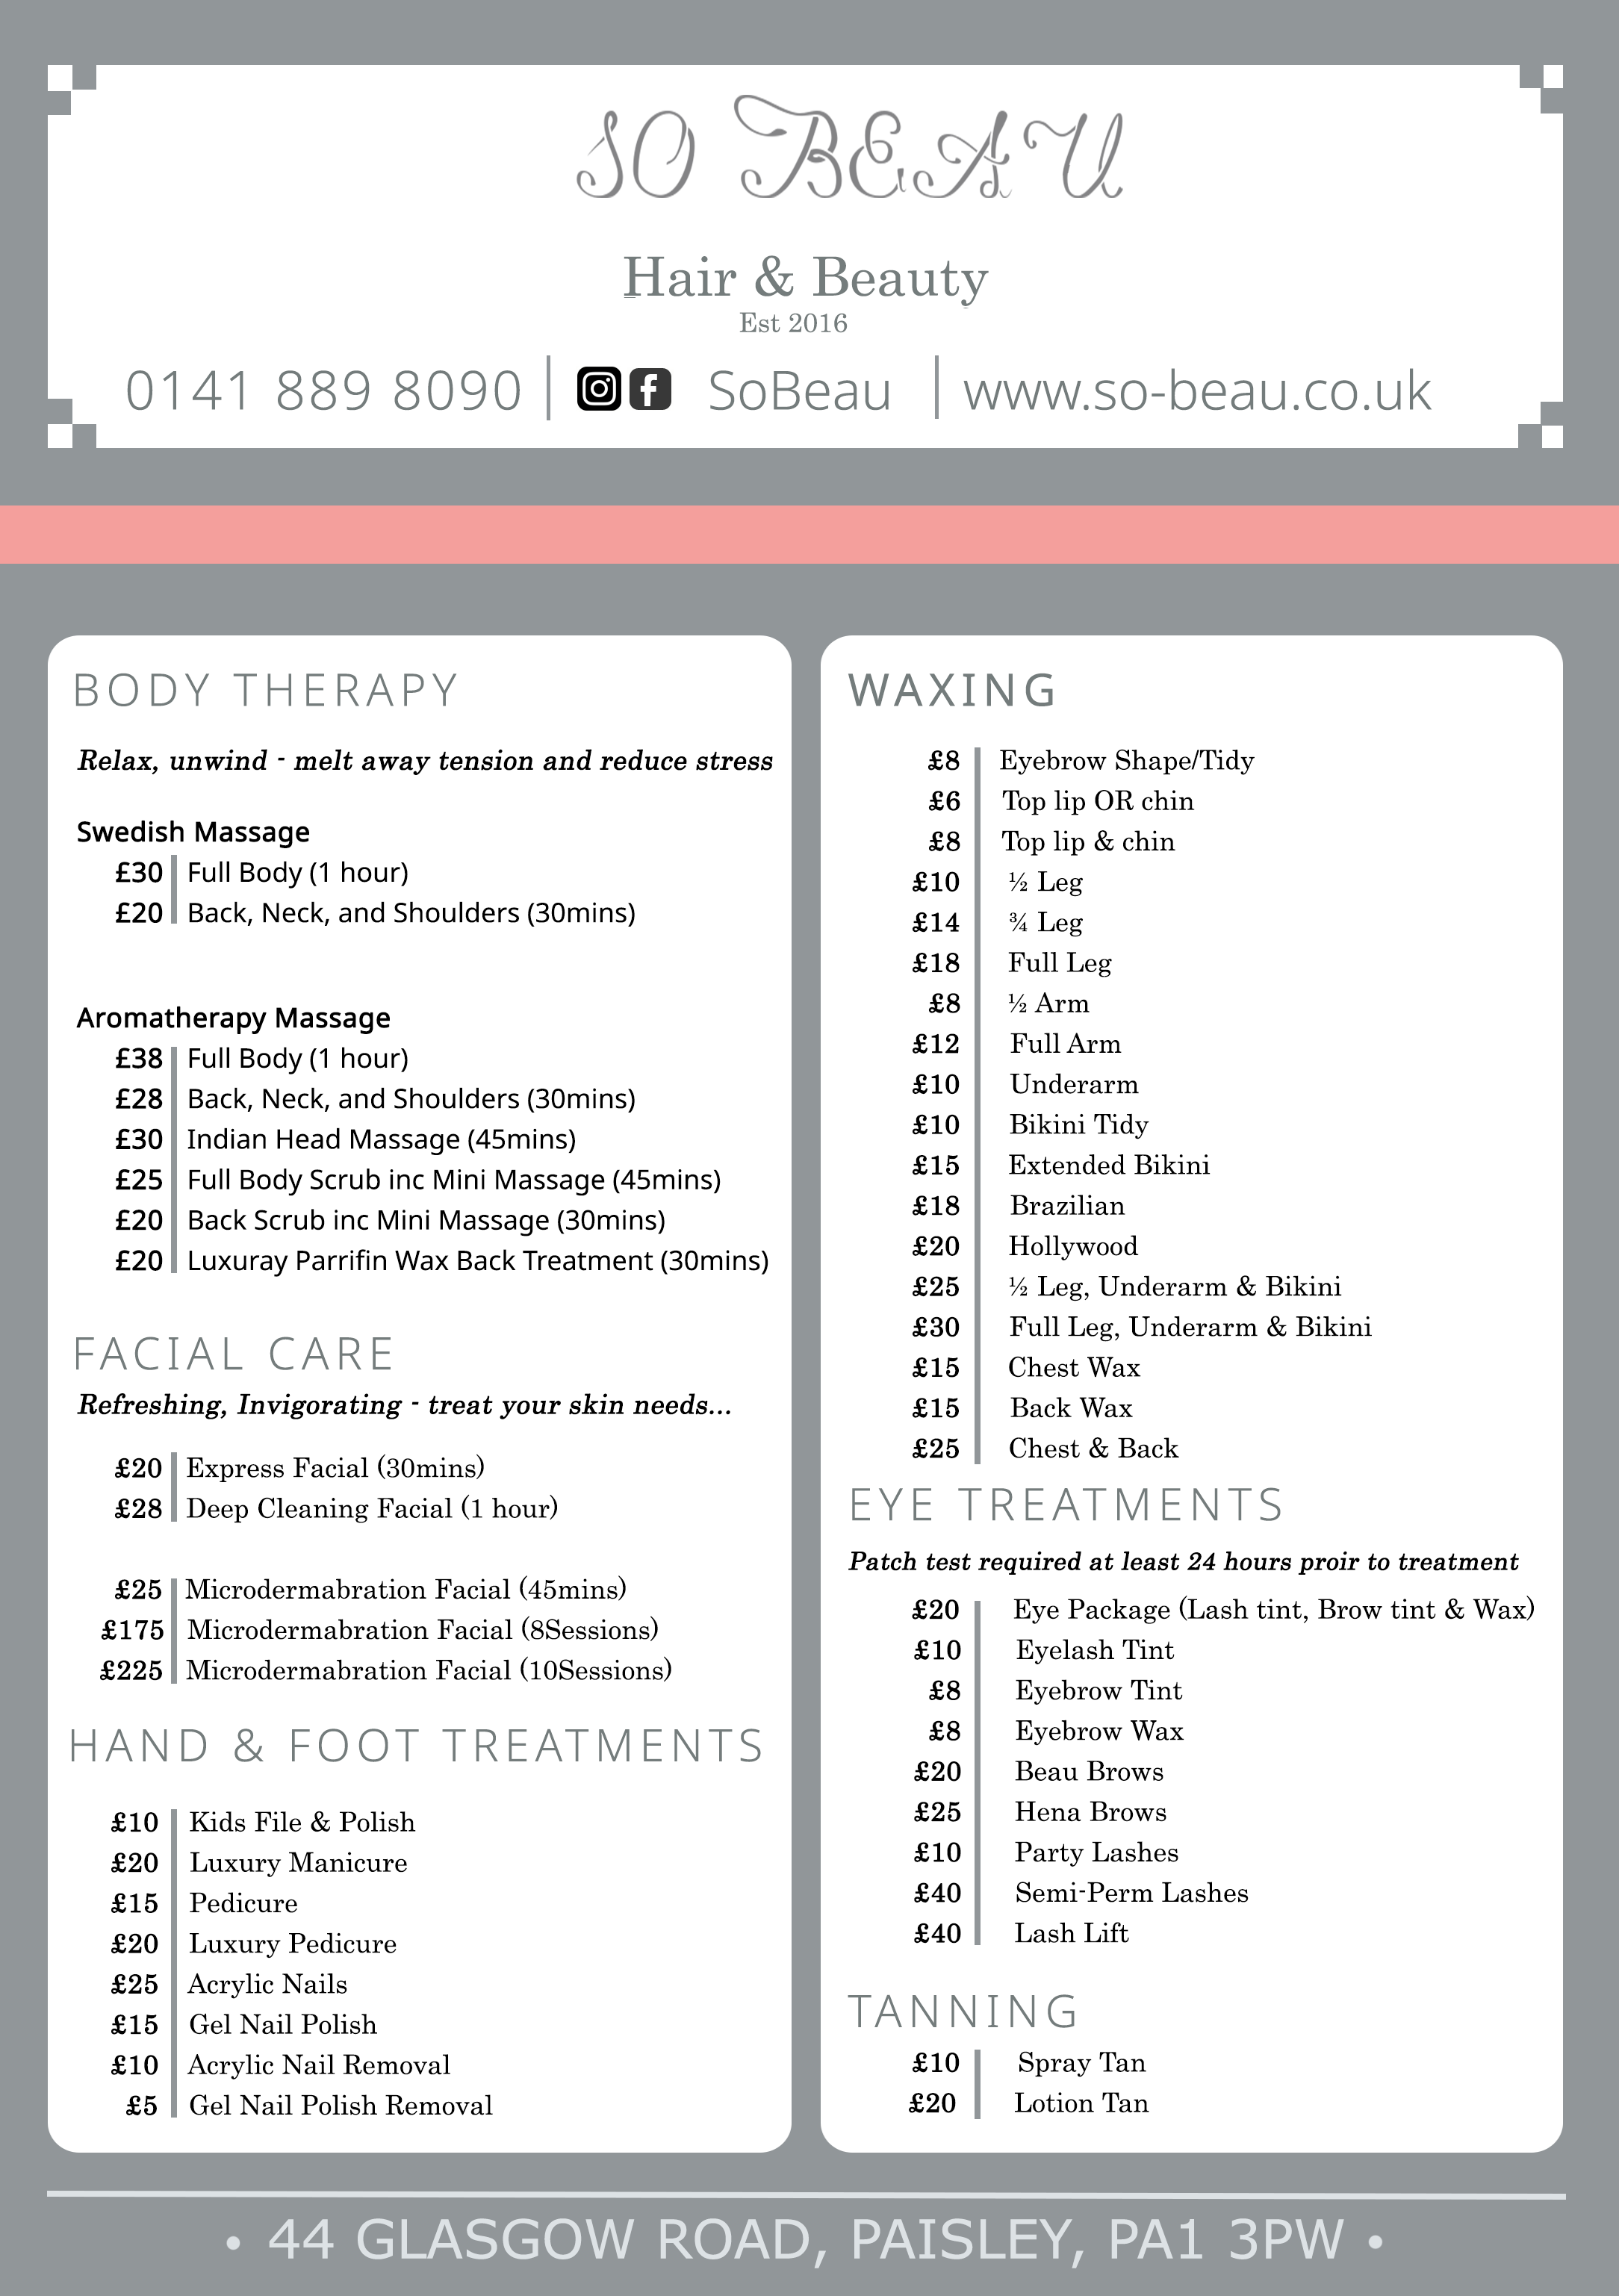 SO BEAU
Hair & Beauty
Est 2016
0141 889 8090
SoBeau
www.so-beau.co.uk
BODY THERAPY
Relax, unwind - melt away tension and reduce stress
Swedish Massage
£30 Full Body (1 hour)
£20 Back, Neck, and Shoulders (30mins)
Aromatherapy Massage
£38 Full Body (1 hour)
£28 Back, Neck, and Shoulders (30mins)
£30 Indian Head Massage (45mins)
£25 Full Body Scrub inc Mini Massage (45mins)
£20 Back Scrub inc Mini Massage (30mins)
£20 Luxuray Parrifin Wax Back Treatment (30mins)
FACIAL CARE
Refreshing, Invigorating - treat your skin needs...
£20 Express Facial (30mins)
£28 Deep Cleaning Facial (1 hour)
£25 Microdermabration Facial (45mins)
£175 Microdermabration Facial (8Sessions)
£225 Microdermabration Facial (10Sessions)
HAND & FOOT TREATMENTS
£10 Kids File & Polish
£20 Luxury Manicure
£15 Pedicure
£20 Luxury Pedicure
£25 Acrylic Nails
£15 Gel Nail Polish
£10 Acrylic Nail Removal
£5 Gel Nail Polish Removal
WAXING
£8 Eyebrow Shape/Tidy
£6 Top lip OR chin
£8 Top lip & chin
£10 ½ Leg
£14 ¾ Leg
£18 Full Leg
£8 ½ Arm
£12 Full Arm
£10 Underarm
£10 Bikini Tidy
£15 Extended Bikini
£18 Brazilian
£20 Hollywood
£25 ½ Leg, Underarm & Bikini
£30 Full Leg, Underarm & Bikini
£15 Chest Wax
£15 Back Wax
£25 Chest & Back
EYE TREATMENTS
Patch test required at least 24 hours proir to treatment
£20 Eye Package (Lash tint, Brow tint & Wax)
£10 Eyelash Tint
£8 Eyebrow Tint
£8 Eyebrow Wax
£20 Beau Brows
£25 Hena Brows
£10 Party Lashes
£40 Semi-Perm Lashes
£40 Lash Lift
TANNING
£10 Spray Tan
£20 Lotion Tan
• 44 GLASGOW ROAD, PAISLEY, PA1 3PW •